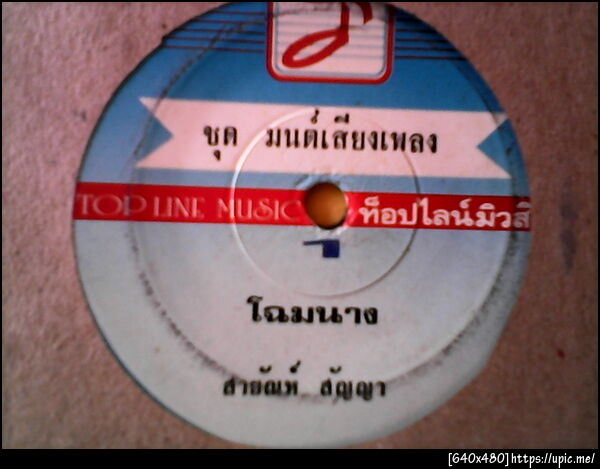 ชุด มนต์เสียงเพลง
TOP LINE MUSIC ท็อปไลน์มิวสิ
โฉมนาง
สายัณห์ สัญญา
[640x480]https://upic.me/